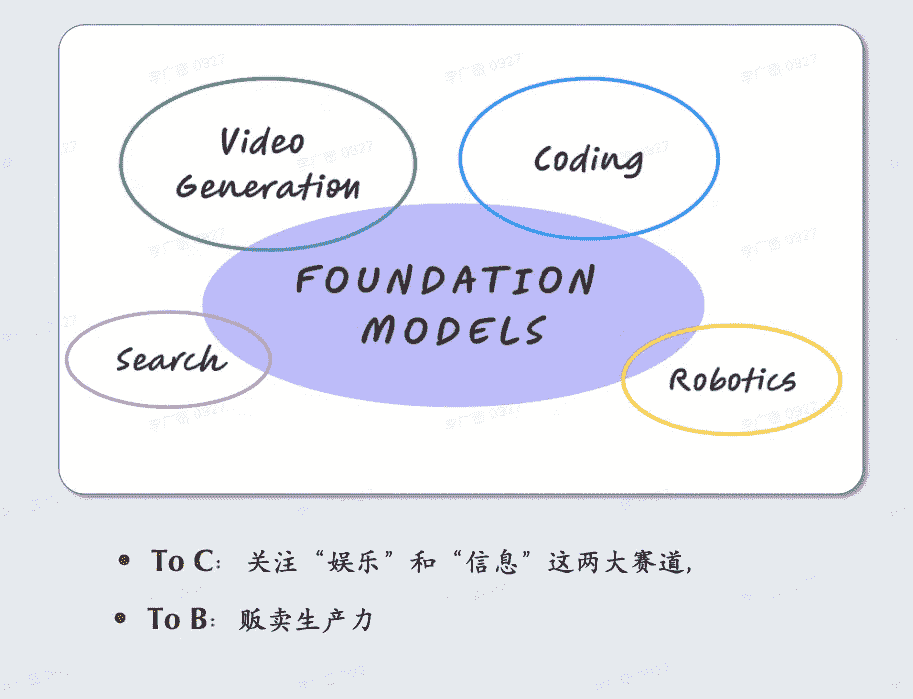 Video
Generation
Coding
FOUNDATION
MODELS
Search
Robotics
• To C： 关注“娱乐”和“信息”这两大赛道,
• To B： 贩卖生产力